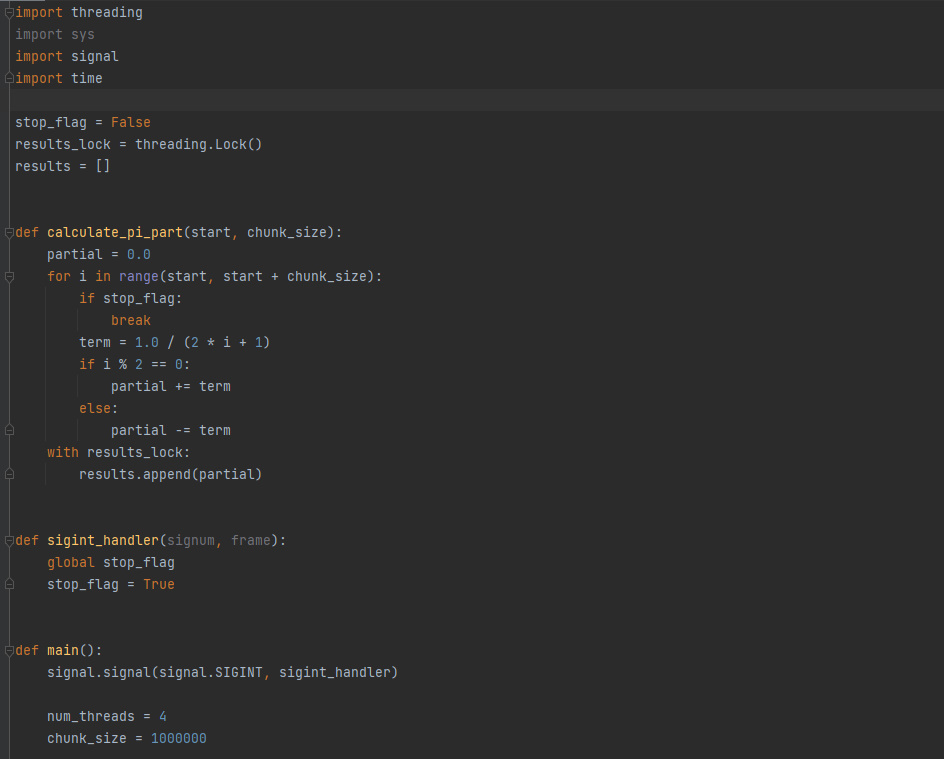 import threading
import sys
import signal
import time

stop_flag = False
results_lock = threading.Lock()
results = []


def calculate_pi_part(start, chunk_size):
    partial = 0.0
    for i in range(start, start + chunk_size):
        if stop_flag:
            break
        term = 1.0 / (2 * i + 1)
        if i % 2 == 0:
            partial += term
        else:
            partial -= term
    with results_lock:
        results.append(partial)


def sigint_handler(signum, frame):
    global stop_flag
    stop_flag = True


def main():
    signal.signal(signal.SIGINT, sigint_handler)

    num_threads = 4
    chunk_size = 1000000